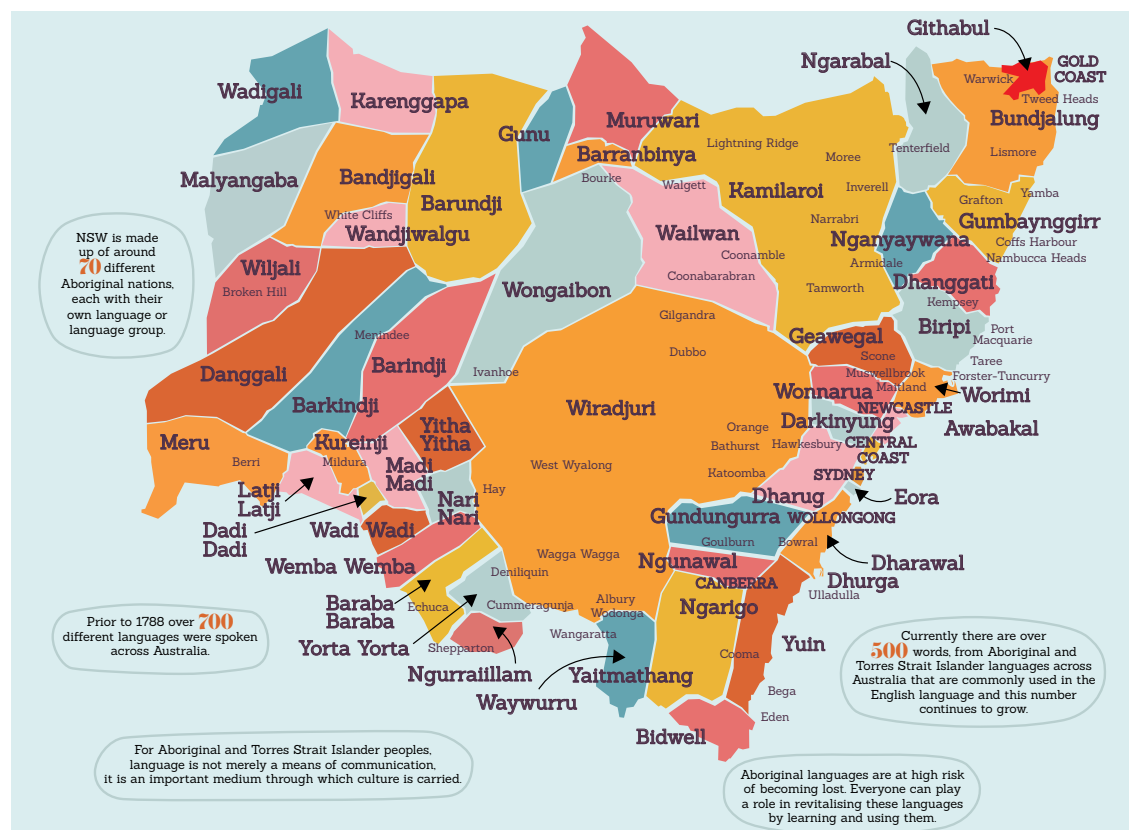 Githabul
Ngarabal
GOLD
COAST
Warwick
Tweed Heads
Bundjalung
Tenterfield
Lismore
Wadigali
Karenggapa
Gunu
Muruwari
Barranbinya
Lightning Ridge
Moree
Malyangaba
Bandjigali
Barundji
Bourke
Walgett
Kamilaroi
Inverell
Yamba
Grafton
Gumbaynggirr
White Cliffs
Wandjiwalgu
Wailwan
Narrabri
Nganyaywana
Coffs Harbour
Nambucca Heads
NSW is made
up of around
70 different
Aboriginal nations,
each with their
own language or
language group.
Wiljali
Broken Hill
Wongaibon
Coonamble
Coonabarabran
Armidale
Tamworth
Dhanggati
Kempsey
Menindee
Gilgandra
Geawegal
Biripi
Port
Macquarie
Danggali
Barindji
Ivanhoe
Dubbo
Scone
Taree
Muswellbrook
Forster-Tuncurry
Barkindji
Wiradjuri
Wonnarua
Maitland
Worimi
NEWCASTLE
Awabakal
Meru
Kureinji
Yitha
Yitha
Orange
Darkinyung
Bathurst
Hawkesbury
CENTRAL
COAST
Berri
Mildura
Madi
Madi
West Wyalong
Katoomba
SYDNEY
Latji
Latji
Nari
Nari
Hay
Dharug
Eora
Dadi
Dadi
Wadi Wadi
Gundungurra
WOLLONGONG
Goulburn
Bowral
Wemba Wemba
Wagga Wagga
Ngunawal
Dharawal
Dhurga
Deniliquin
CANBERRA
Ulladulla
Baraba
Baraba
Echuca
Cummeragunja
Albury
Wodonga
Ngarigo
Yorta Yorta
Shepparton
Wangaratta
Cooma
Yuin
Ngurraiillam
Yaitmathang
Waywurru
Bega
Eden
Bidwell
Prior to 1788 over 700
different languages were spoken
across Australia.
Currently there are over
500 words, from Aboriginal and
Torres Strait Islander languages across
Australia that are commonly used in the
English language and this number
continues to grow.
For Aboriginal and Torres Strait Islander peoples,
language is not merely a means of communication,
it is an important medium through which culture is carried.
Aboriginal languages are at high risk
of becoming lost. Everyone can play
a role in revitalising these languages
by learning and using them.